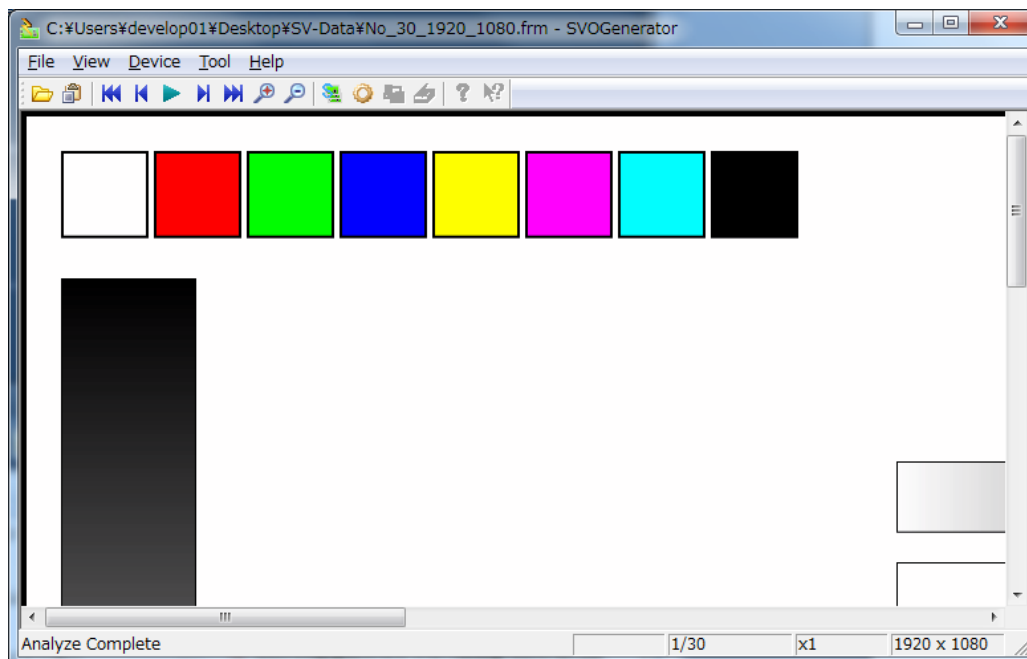 C:¥Users¥develop01¥Desktop¥SV-Data¥No_30_1920_1080.frm - SVOGenerator
File View Device Tool Help
Analyze Complete 1/30 x1 1920 x 1080